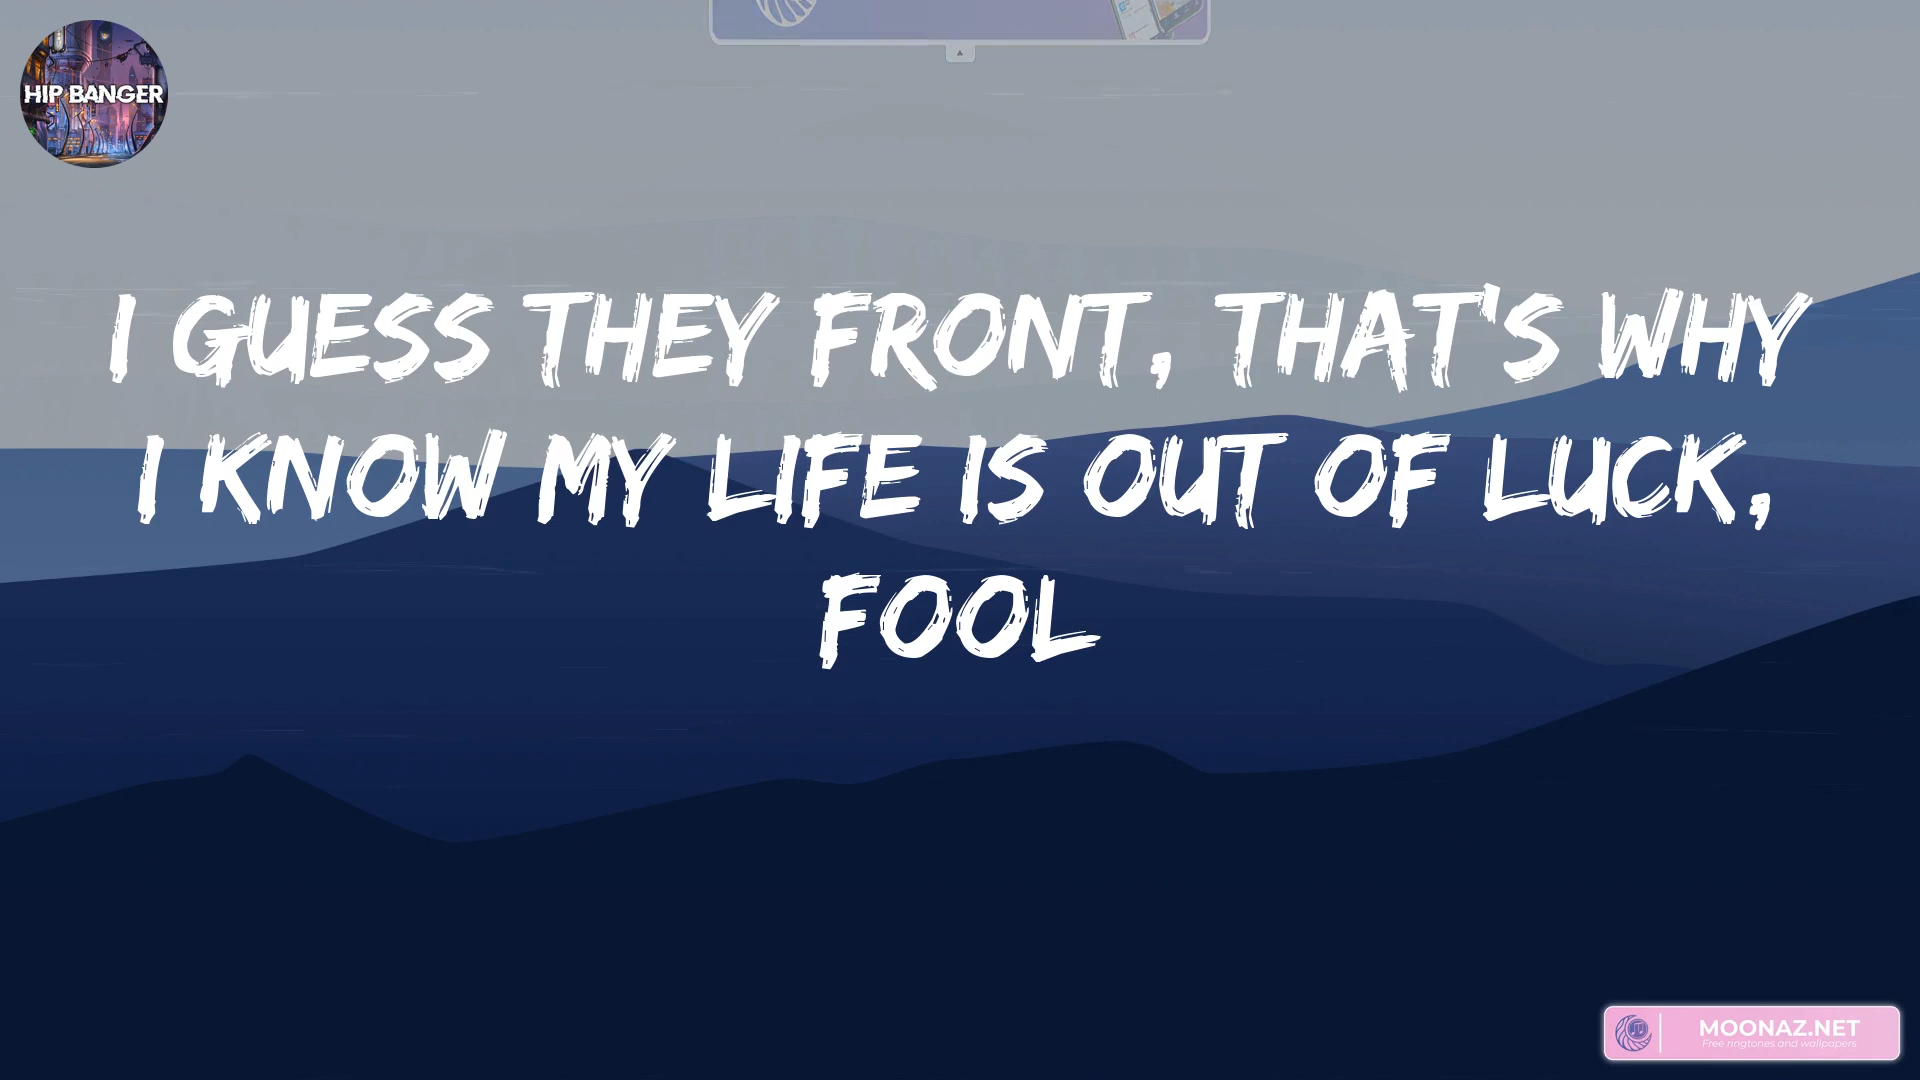 HIP BANGER
I GUESS THEY FRONT, THAT'S WHY
I KNOW MY LIFE IS OUT OF LUCK,
FOOL
MOONAZ.NET
Free ringtones and wallpapers